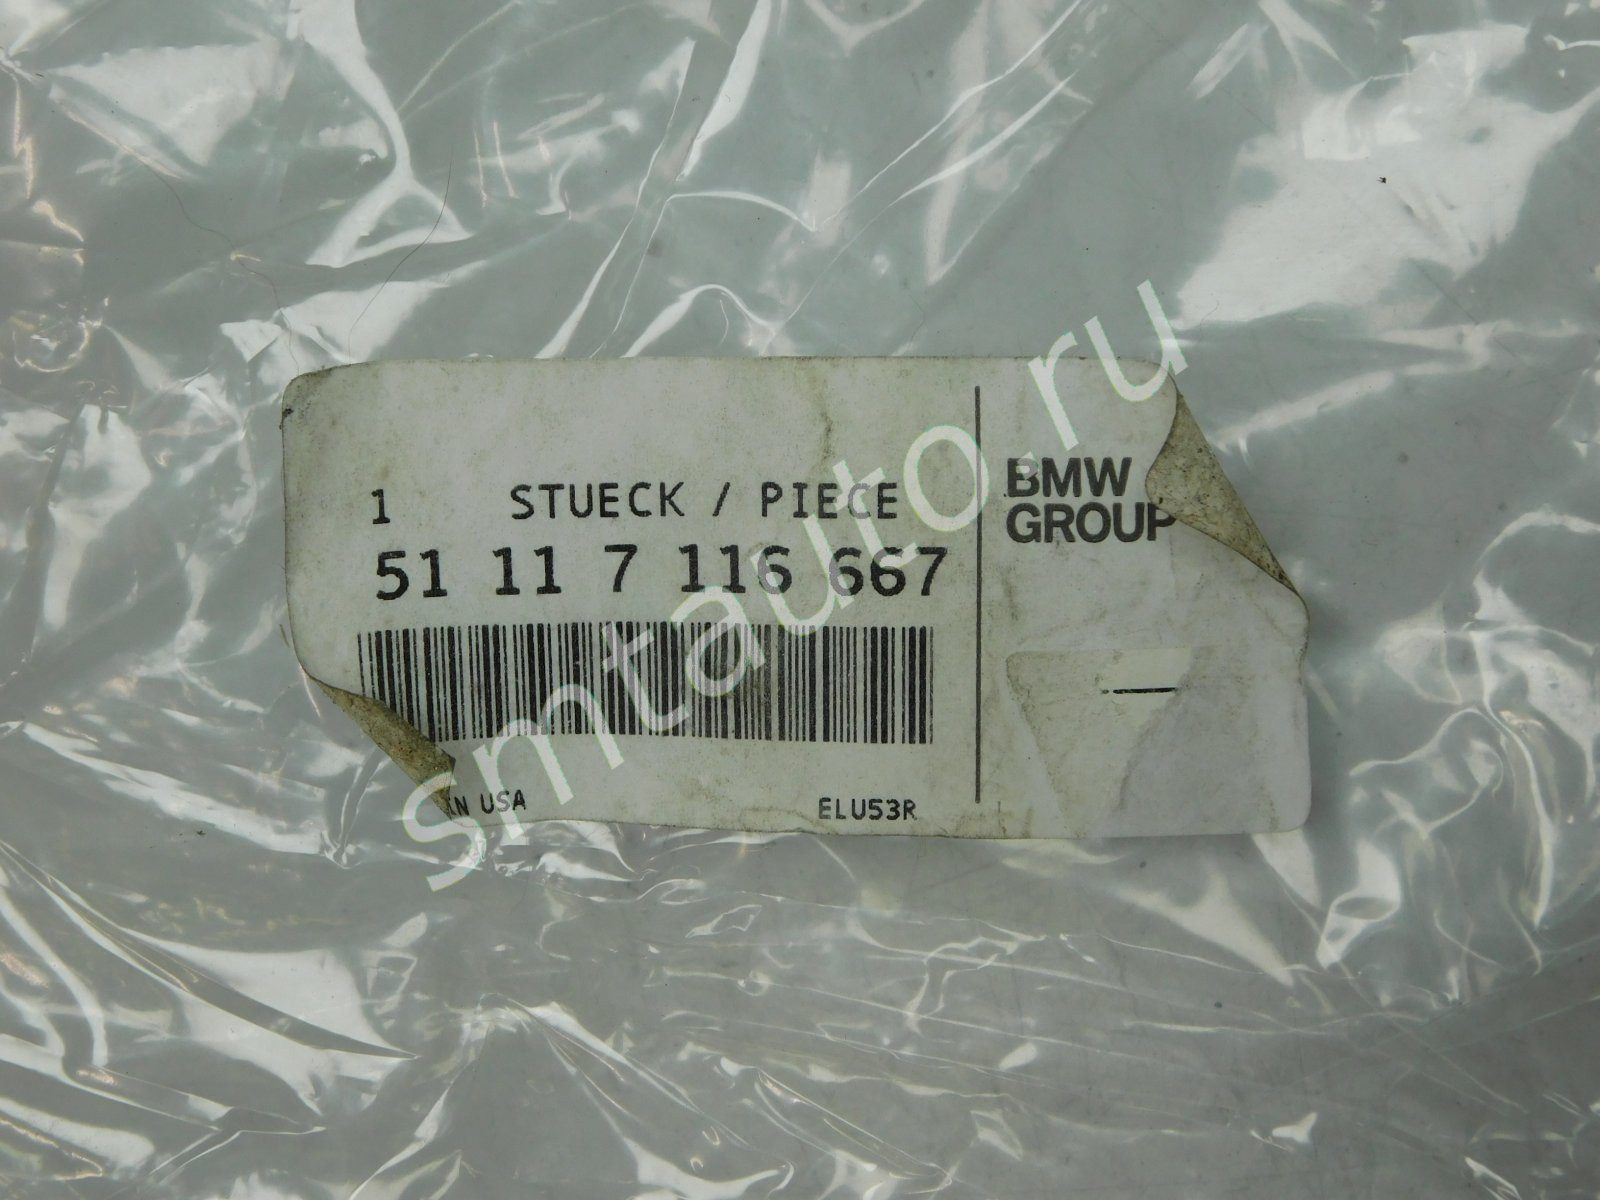 1 STUECK / PIECE
51 11 7 116 667
IN USA
ELU53R
BMW
GROUP
smtauto.ru